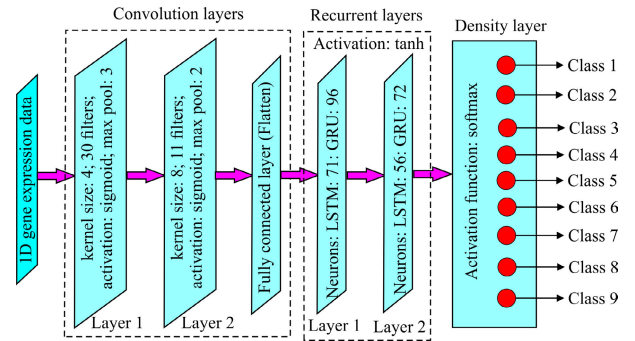 Convolution layers
Recurrent layers
Activation: tanh
Density layer
1D gene expression data
kernel size: 4; 30 filters;
activation: sigmoid; max pool: 3
Layer 1
kernel size: 8; 11 filters;
activation: sigmoid; max pool: 2
Layer 2
Fully connected layer (Flatten)
Neurons: LSTM: 71: GRU: 96
Layer 1
Neurons: LSTM: 56: GRU: 72
Layer 2
Activation function: softmax
Class 1
Class 2
Class 3
Class 4
Class 5
Class 6
Class 7
Class 8
Class 9